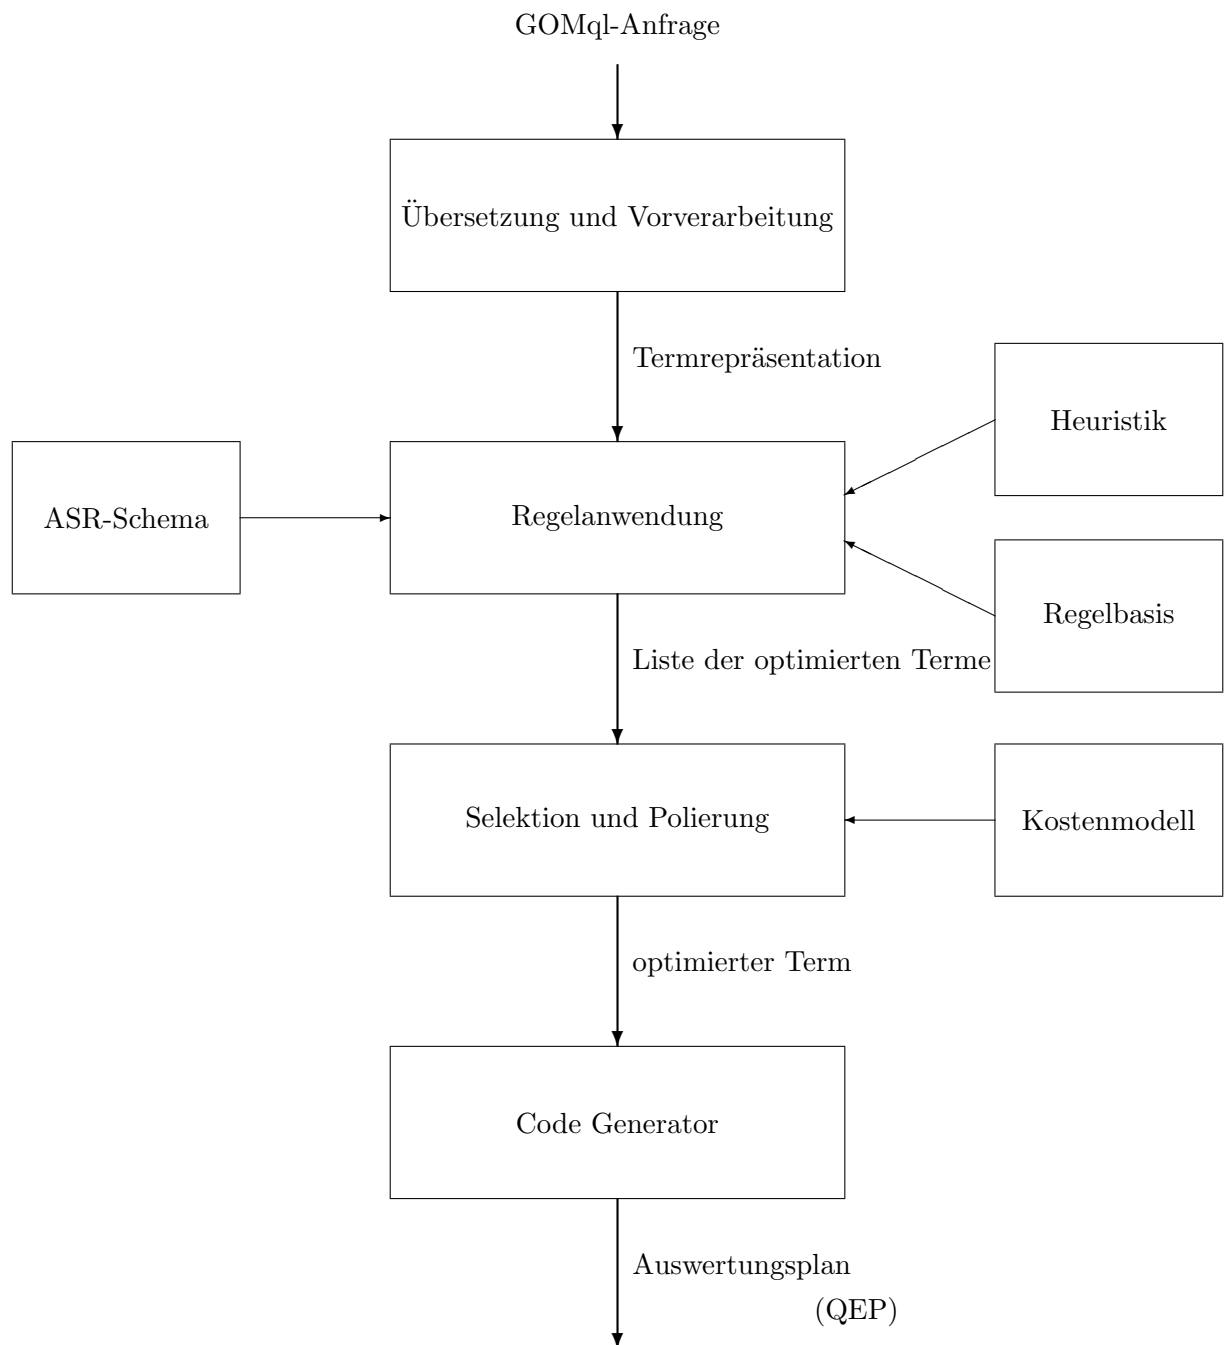 GOMql-Anfrage
Übersetzung und Vorverarbeitung
Termrepräsentation
Heuristik
ASR-Schema
Regelanwendung
Regelbasis
Liste der optimierten Terme
Selektion und Polierung
Kostenmodell
optimierter Term
Code Generator
Auswertungsplan
(QEP)